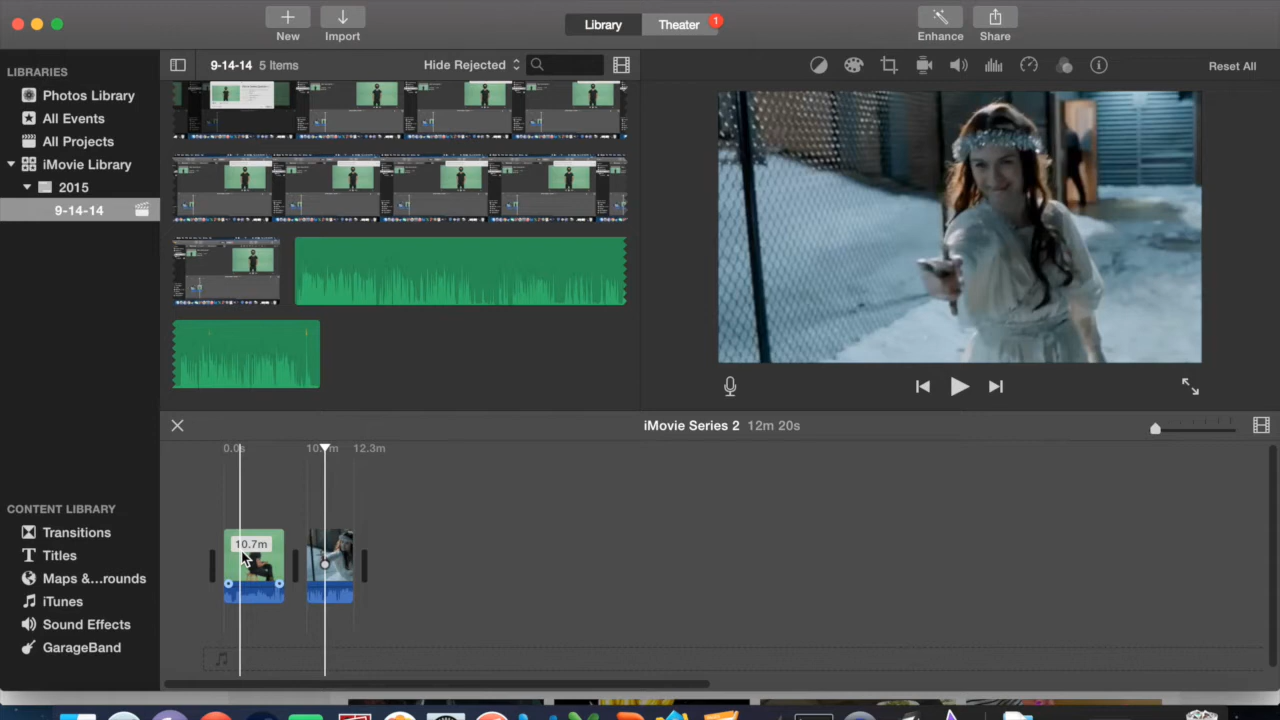 New
Import
Library
Theater
1
Enhance
Share
LIBRARIES
Photos Library
All Events
All Projects
iMovie Library
2015
9-14-14
9-14-14 5 Items
Hide Rejected
Reset All
iMovie Series 2 12m 20s
0.0s
12.3m
10.7m
CONTENT LIBRARY
Transitions
Titles
Maps &...rounds
iTunes
Sound Effects
GarageBand